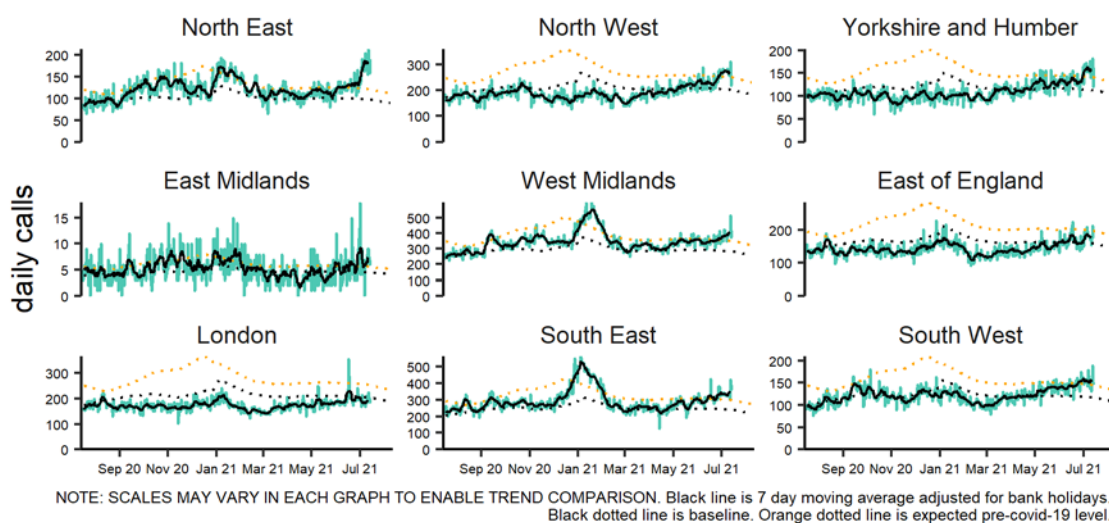 North East
North West
Yorkshire and Humber
200
150
100
50
0
300
200
100
0
200
150
100
50
0
daily calls
East Midlands
West Midlands
East of England
15
10
5
0
500
400
300
200
100
0
200
100
0
London
South East
South West
300
200
100
0
500
400
300
200
100
0
200
150
100
50
0
Sep 20 Nov 20 Jan 21 Mar 21 May 21 Jul 21
Sep 20 Nov 20 Jan 21 Mar 21 May 21 Jul 21
Sep 20 Nov 20 Jan 21 Mar 21 May 21 Jul 21
NOTE: SCALES MAY VARY IN EACH GRAPH TO ENABLE TREND COMPARISON. Black line is 7 day moving average adjusted for bank holidays.
Black dotted line is baseline. Orange dotted line is expected pre-covid-19 level